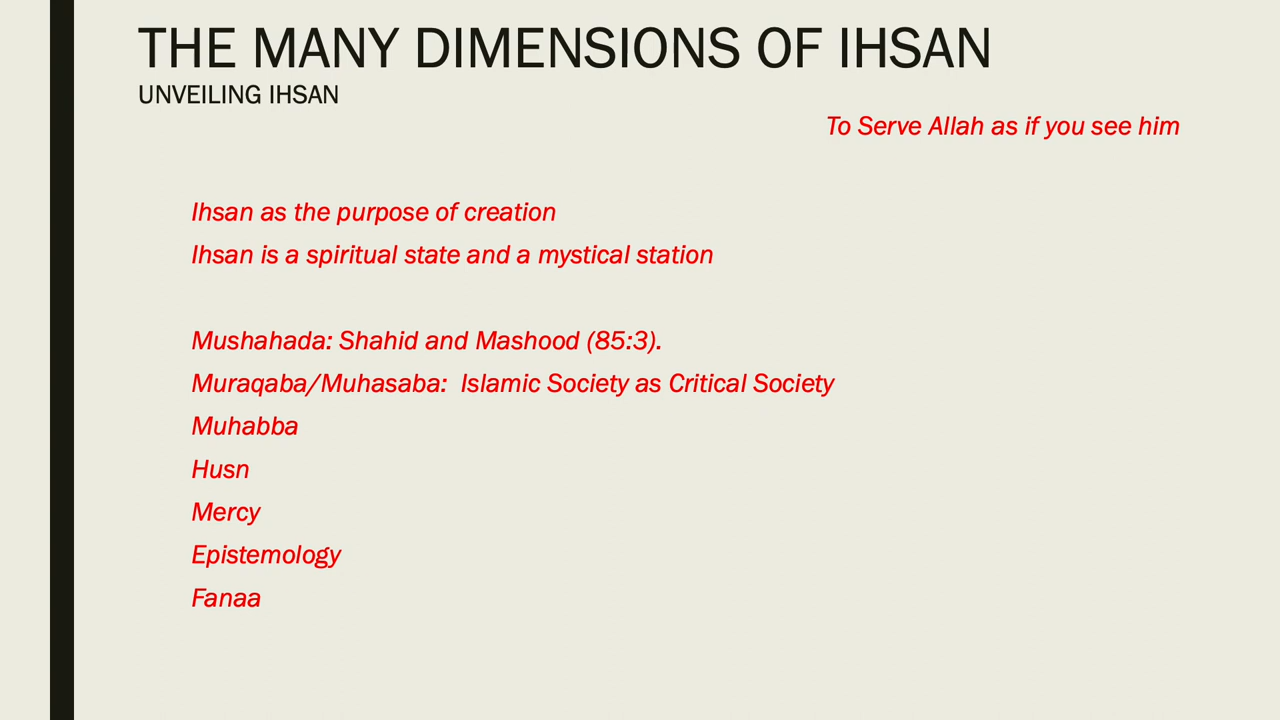 THE MANY DIMENSIONS OF IHSAN
UNVEILING IHSAN
To Serve Allah as if you see him
Ihsan as the purpose of creation
Ihsan is a spiritual state and a mystical station
Mushahada: Shahid and Mashood (85:3).
Muraqaba/Muhasaba:  Islamic Society as Critical Society
Muhabba
Husn
Mercy
Epistemology
Fanaa